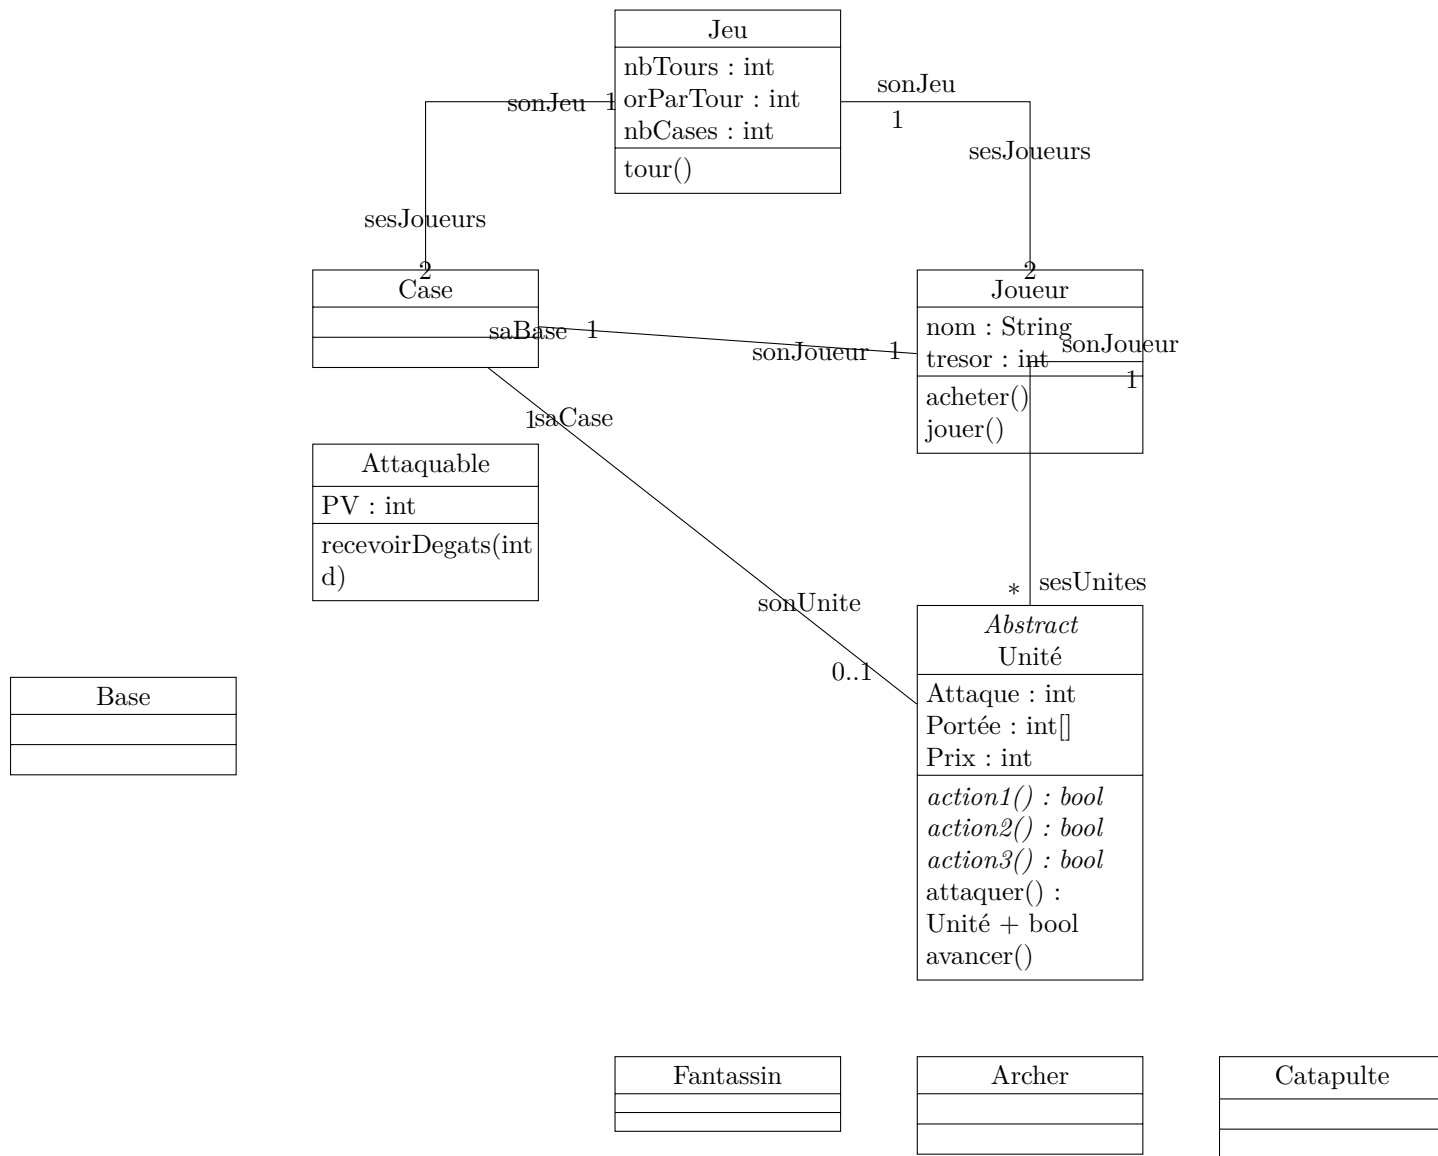 Jeu
nbTours : int
orParTour : int
nbCases : int
tour()
sonJeu
1
sonJeu
1
sesJoueurs
sesJoueurs
2
2
Case
saBase
1
sonJoueur
1
Joueur
nom : String
tresor : int
acheter()
jouer()
sonJoueur
1
1
saCase
Attaquable
PV : int
recevoirDegats(int
d)
sonUnite
0..1
*
sesUnites
Base
Abstract
Unité
Attaque : int
Portée : int[]
Prix : int
action1() : bool
action2() : bool
action3() : bool
attaquer() :
Unité + bool
avancer()
Fantassin
Archer
Catapulte